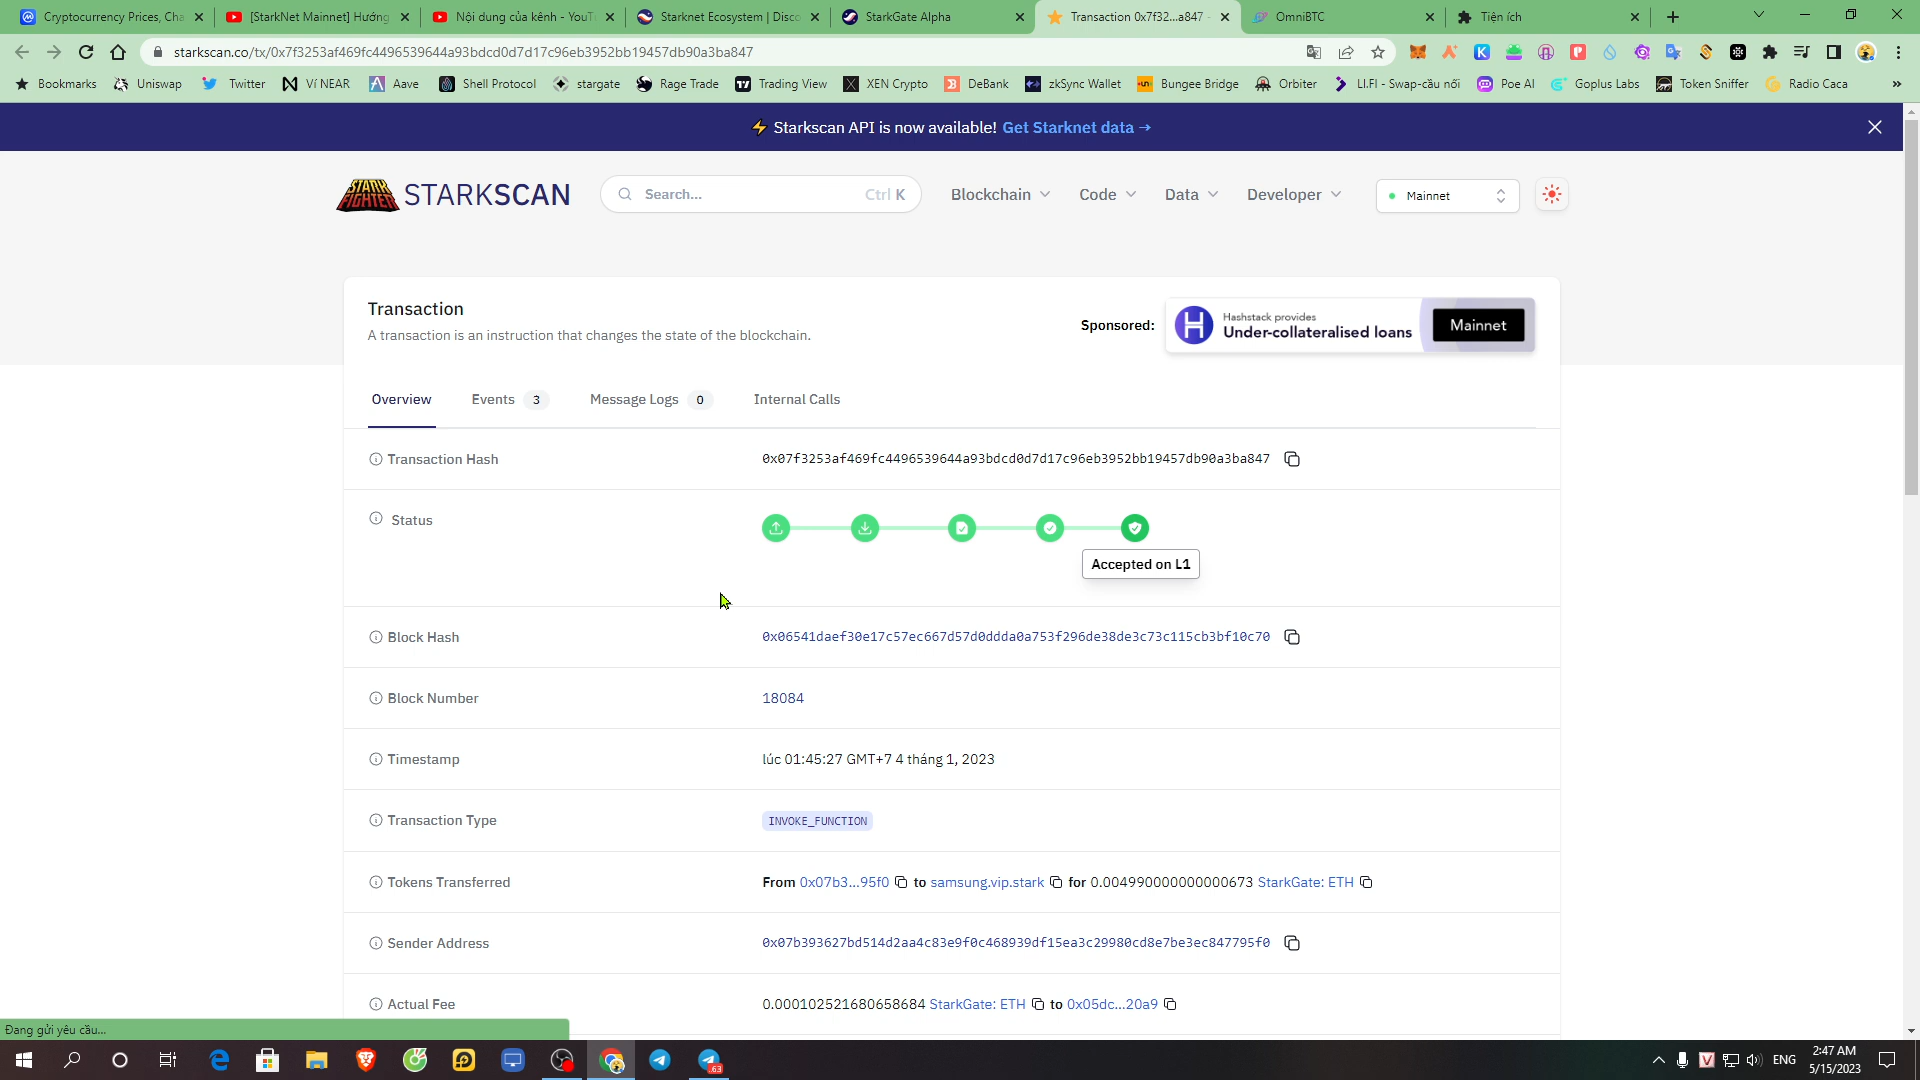 Cryptocurrency Prices, Cha
[StarkNet Mainnet] Hướng
Nội dung của kênh - YouT
Starknet Ecosystem | Disco
StarkGate Alpha
Transaction 0x7f32...a847 -
OmniBTC
Tiện ích
starkscan.co/tx/0x7f3253af469fc4496539644a93bdcd0d7d17c96eb3952bb19457db90a3ba847
Bookmarks
Uniswap
Twitter
Ví NEAR
Aave
Shell Protocol
stargate
Rage Trade
Trading View
XEN Crypto
DeBank
zkSync Wallet
Bungee Bridge
Orbiter
LI.FI - Swap-cầu nối
Poe AI
Goplus Labs
Token Sniffer
Radio Caca
»
⚡ Starkscan API is now available! Get Starknet data →
STARK FIGHTER
STARKSCAN
Search...
Ctrl K
Blockchain
Code
Data
Developer
Mainnet
Transaction
A transaction is an instruction that changes the state of the blockchain.
Sponsored:
Hashstack provides
Under-collateralised loans
Mainnet
Overview
Events 3
Message Logs 0
Internal Calls
Transaction Hash
0x07f3253af469fc4496539644a93bdcd0d7d17c96eb3952bb19457db90a3ba847
Status
Accepted on L1
Block Hash
0x06541daef30e17c57ec667d57d0ddda0a753f296de38de3c73c115cb3bf10c70
Block Number
18084
Timestamp
lúc 01:45:27 GMT+7 4 tháng 1, 2023
Transaction Type
INVOKE_FUNCTION
Tokens Transferred
From 0x07b3...95f0 to samsung.vip.stark for 0.004990000000000673 StarkGate: ETH
Sender Address
0x07b393627bd514d2aa4c83e9f0c468939df15ea3c29980cd8e7be3ec847795f0
Actual Fee
0.000102521680658684 StarkGate: ETH to 0x05dc...20a9
Đang gửi yêu cầu...
63
ENG
2:47 AM
5/15/2023